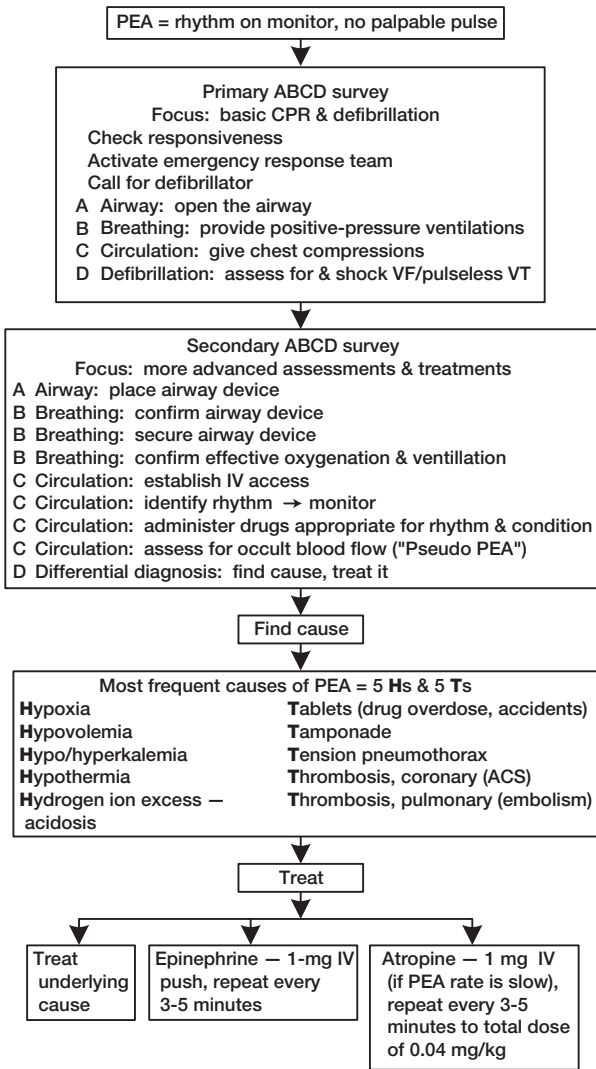 PEA = rhythm on monitor, no palpable pulse
Primary ABCD survey
Focus: basic CPR & defibrillation
Check responsiveness
Activate emergency response team
Call for defibrillator
A Airway: open the airway
B Breathing: provide positive-pressure ventilations
C Circulation: give chest compressions
D Defibrillation: assess for & shock VF/pulseless VT
Secondary ABCD survey
Focus: more advanced assessments & treatments
A Airway: place airway device
B Breathing: confirm airway device
B Breathing: secure airway device
B Breathing: confirm effective oxygenation & ventillation
C Circulation: establish IV access
C Circulation: identify rhythm → monitor
C Circulation: administer drugs appropriate for rhythm & condition
C Circulation: assess for occult blood flow ("Pseudo PEA")
D Differential diagnosis: find cause, treat it
Find cause
Most frequent causes of PEA = 5 Hs & 5 Ts
Hypoxia
Hypovolemia
Hypo/hyperkalemia
Hypothermia
Hydrogen ion excess —
acidosis
Tablets (drug overdose, accidents)
Tamponade
Tension pneumothorax
Thrombosis, coronary (ACS)
Thrombosis, pulmonary (embolism)
Treat
Treat
underlying
cause
Epinephrine — 1-mg IV
push, repeat every
3-5 minutes
Atropine — 1 mg IV
(if PEA rate is slow),
repeat every 3-5
minutes to total dose
of 0.04 mg/kg